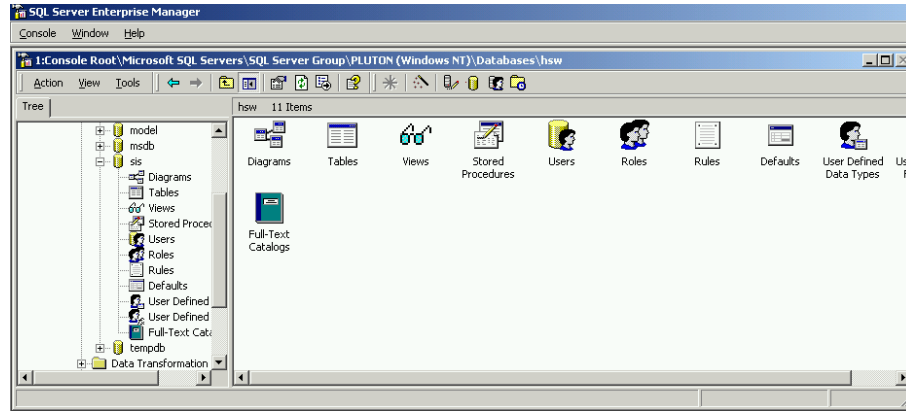 SQL Server Enterprise Manager
Console Window Help
1:Console Root\Microsoft SQL Servers\SQL Server Group\PLUTON (Windows NT)\Databases\hsw
Action View Tools
Tree
hsw 11 Items
model
msdb
sis
Diagrams
Tables
Views
Stored Proced
Users
Roles
Rules
Defaults
User Defined
User Defined
Full-Text Cata
tempdb
Data Transformation
Diagrams Tables Views Stored Users Roles Rules Defaults User Defined Us
Procedures Data Types F
Full-Text
Catalogs